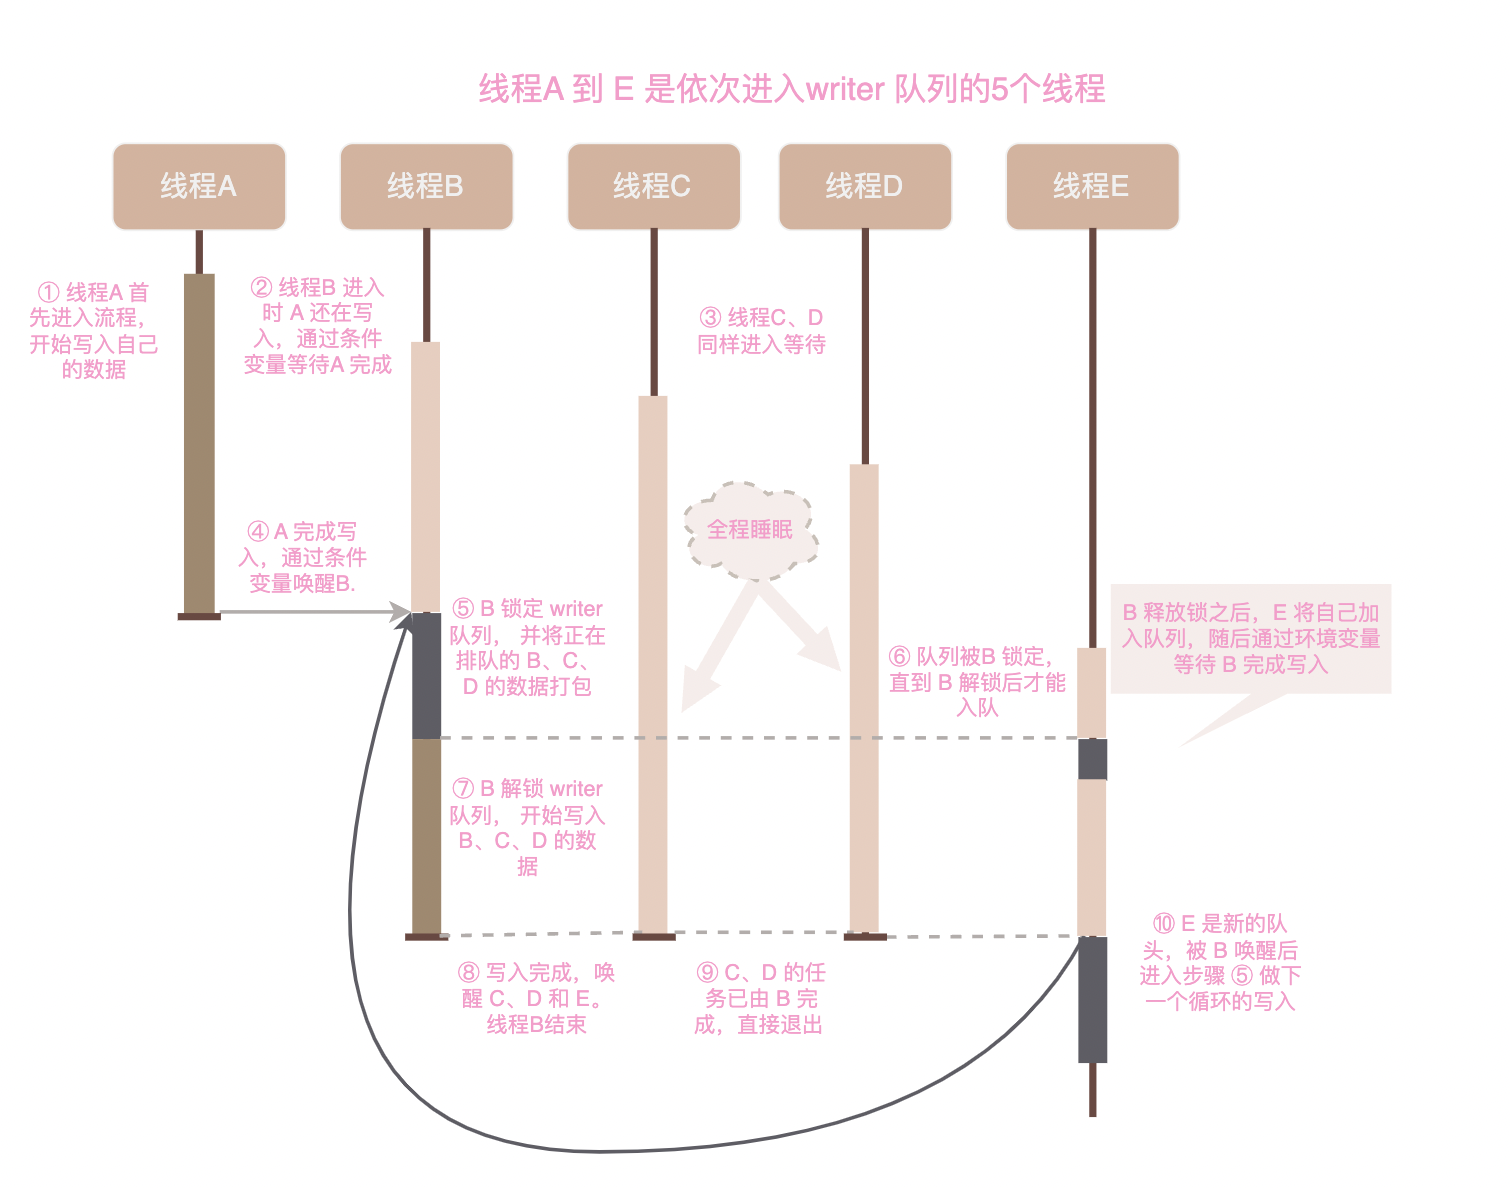 线程A 到 E 是依次进入writer 队列的5个线程
线程A
线程B
线程C
线程D
线程E
① 线程A 首
先进入流程，
开始写入自己
的数据
② 线程B 进入
时 A 还在写
入，通过条件
变量等待A 完成
③ 线程C、D
同样进入等待
④ A 完成写
入，通过条件
变量唤醒B.
全程睡眠
⑤ B 锁定 writer
队列， 并将正在
排队的 B、C、
D 的数据打包
⑥ 队列被B 锁定，
直到 B 解锁后才能
入队
B 释放锁之后，E 将自己加
入队列，随后通过环境变量
等待 B 完成写入
⑦ B 解锁 writer
队列， 开始写入
B、C、D 的数
据
⑧ 写入完成，唤
醒 C、D 和 E。
线程B结束
⑨ C、D 的任
务已由 B 完
成，直接退出
⑩ E 是新的队
头，被 B 唤醒后
进入步骤 ⑤ 做下
一个循环的写入